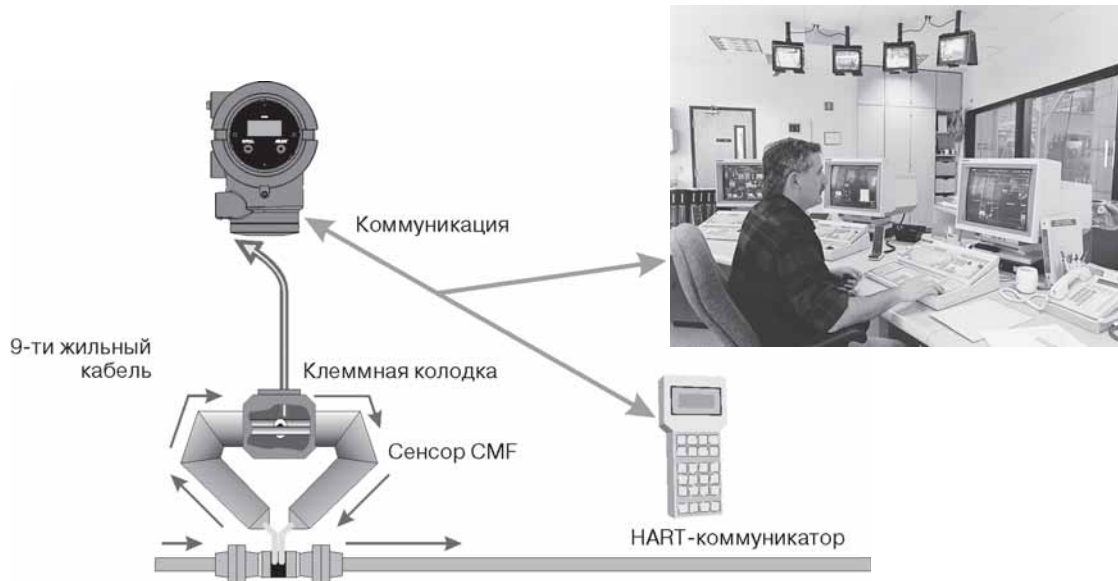 Коммуникация
9-ти жильный
кабель
Клеммная колодка
Сенсор CMF
HART-коммуникатор